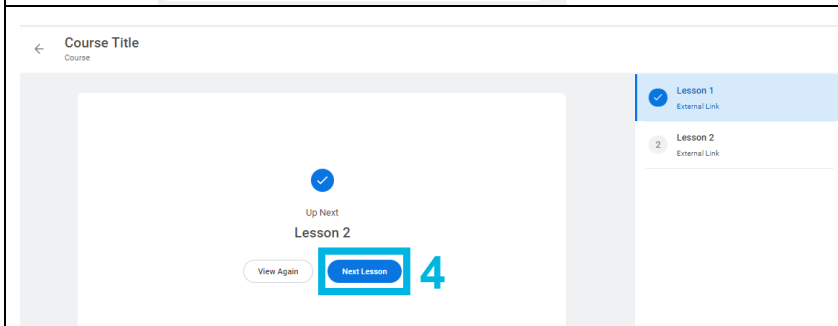 Course Title
Course
Lesson 1
External Link
2 Lesson 2
External Link
Up Next
Lesson 2
View Again Next Lesson 4